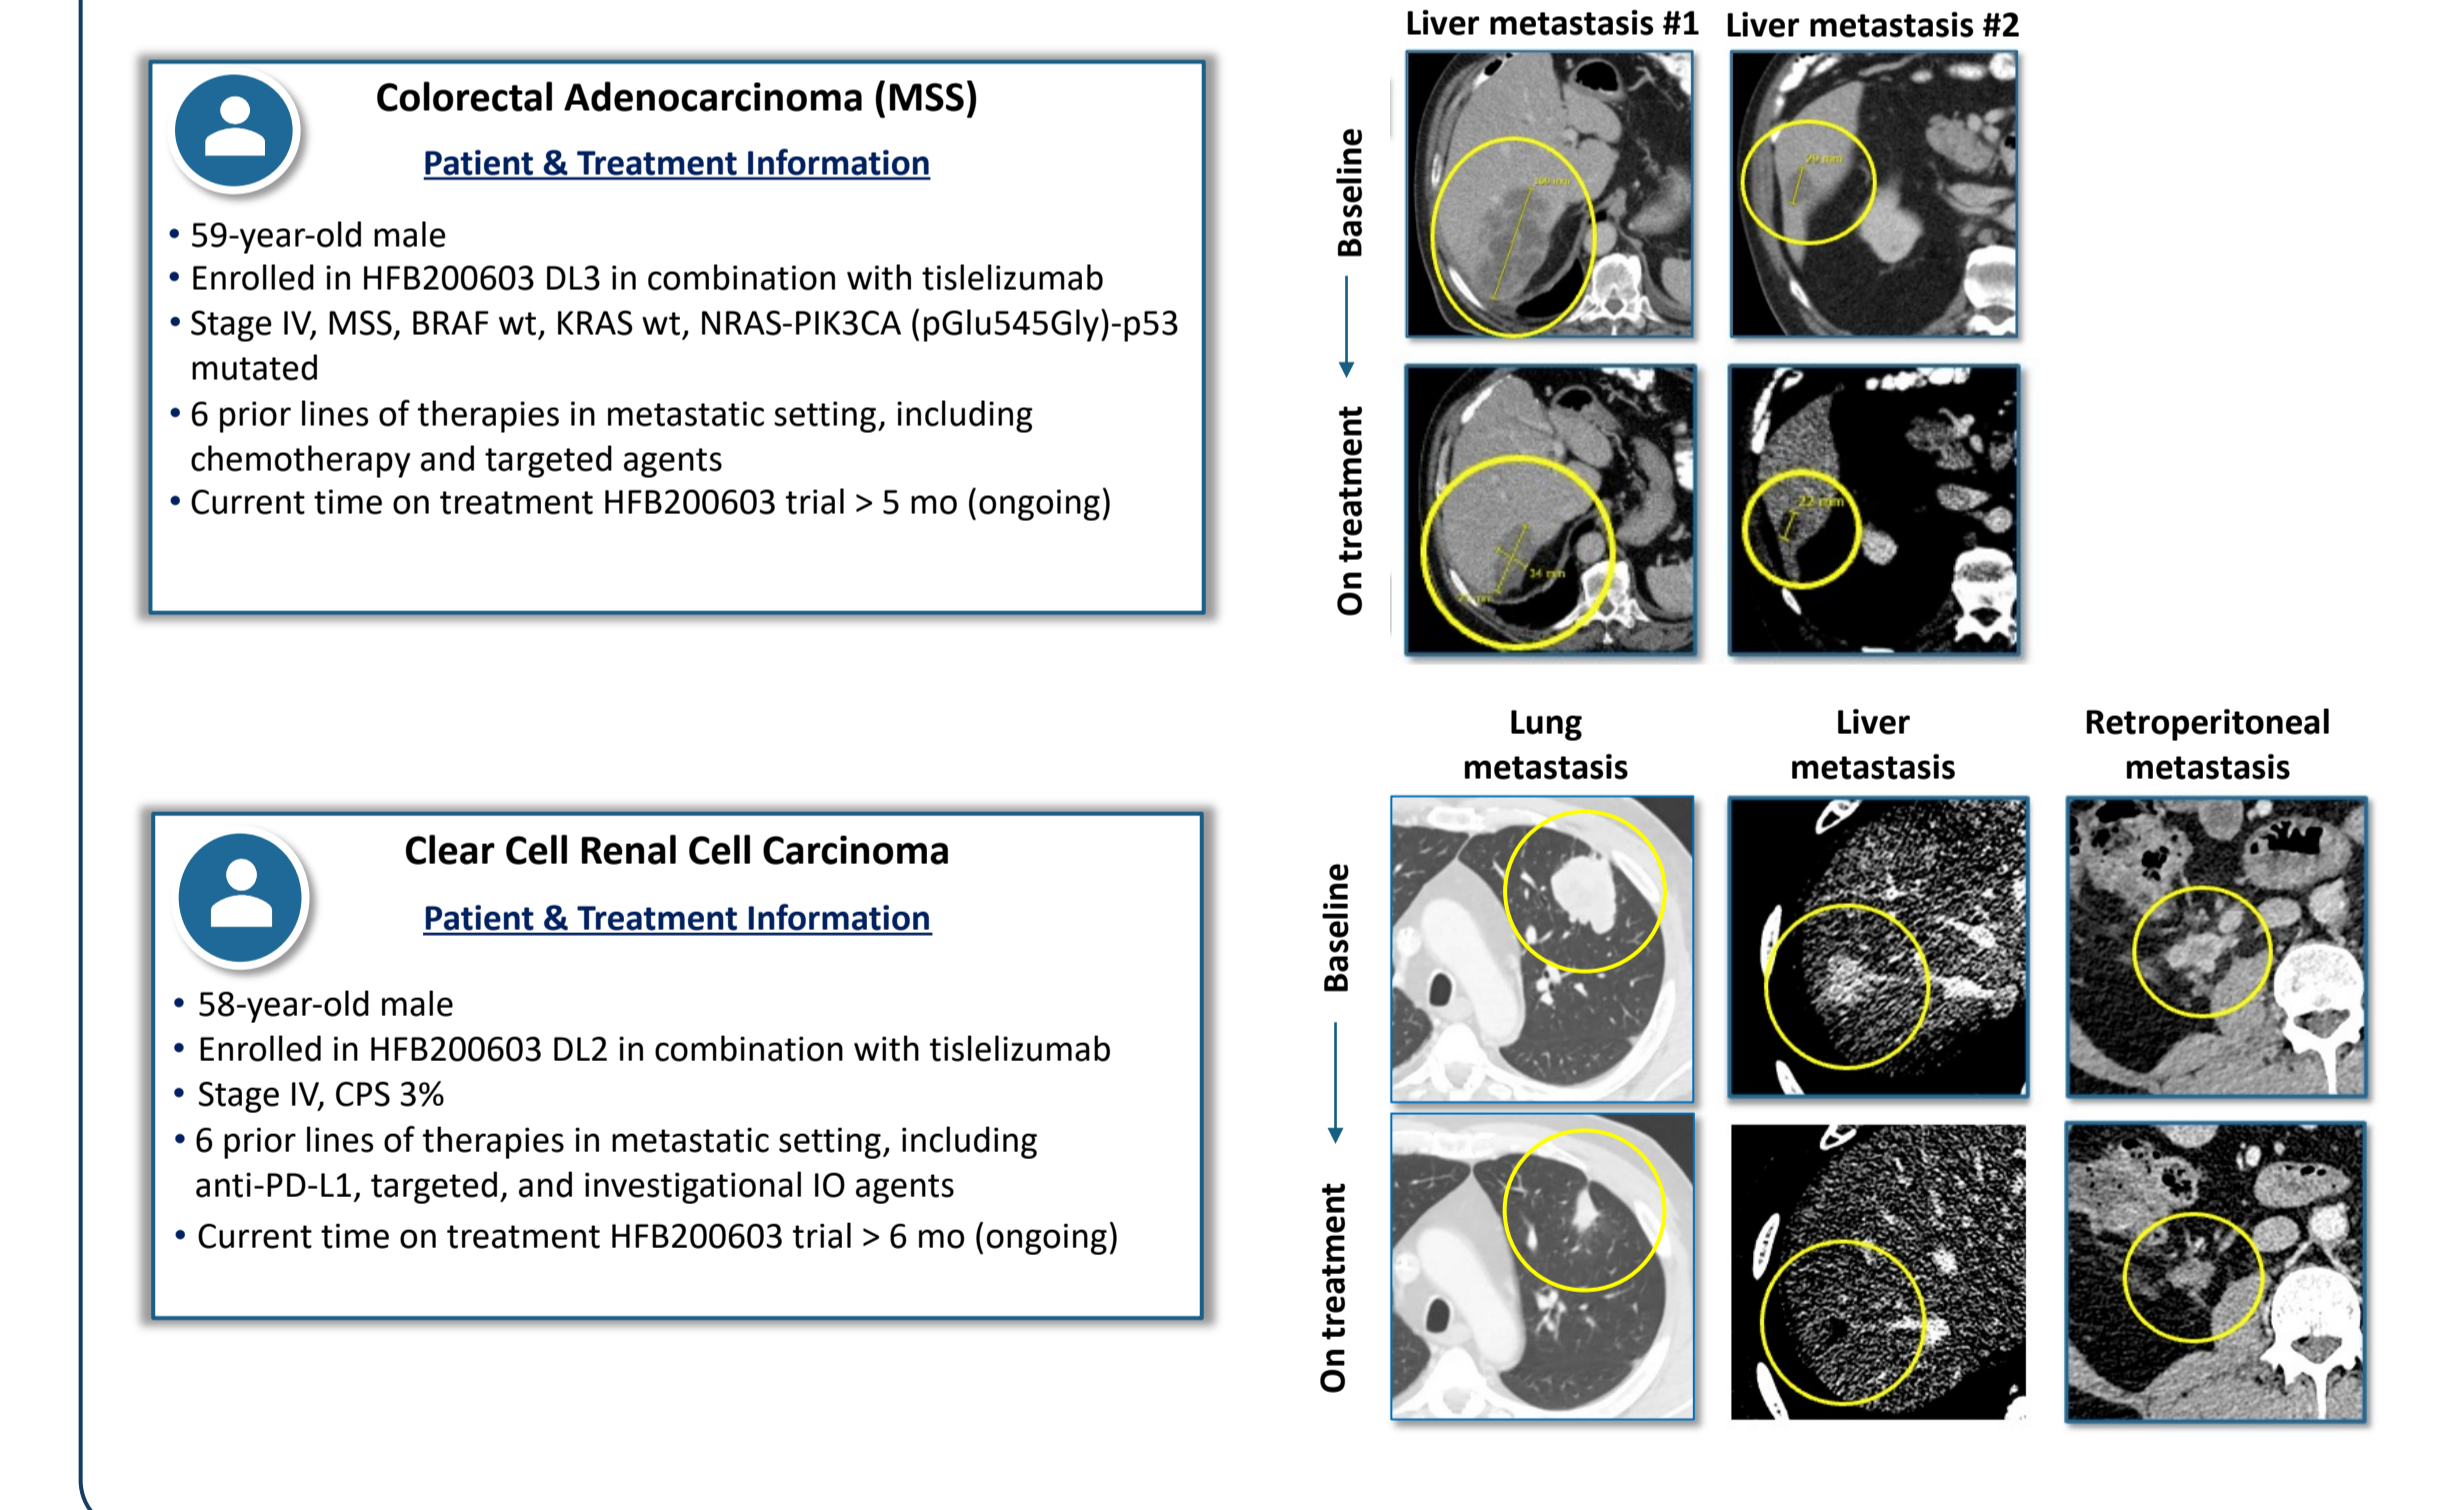 Colorectal Adenocarcinoma (MSS)
Patient & Treatment Information
• 59-year-old male
• Enrolled in HFB200603 DL3 in combination with tislelizumab
• Stage IV, MSS, BRAF wt, KRAS wt, NRAS-PIK3CA (pGlu545Gly)-p53
mutated
• 6 prior lines of therapies in metastatic setting, including
chemotherapy and targeted agents
• Current time on treatment HFB200603 trial > 5 mo (ongoing)
Liver metastasis #1
Liver metastasis #2
Baseline
29 mm
On treatment
34 mm
22 mm
Clear Cell Renal Cell Carcinoma
Patient & Treatment Information
• 58-year-old male
• Enrolled in HFB200603 DL2 in combination with tislelizumab
• Stage IV, CPS 3%
• 6 prior lines of therapies in metastatic setting, including
anti-PD-L1, targeted, and investigational IO agents
• Current time on treatment HFB200603 trial > 6 mo (ongoing)
Lung
metastasis
Liver
metastasis
Retroperitoneal
metastasis
Baseline
On treatment